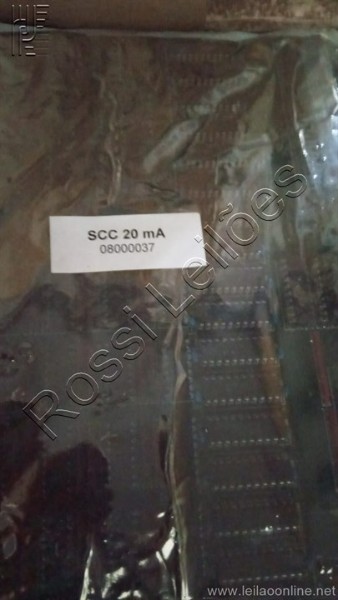 SCC 20 mA
08000037
Rossi Leilões
www.leilaoonline.net